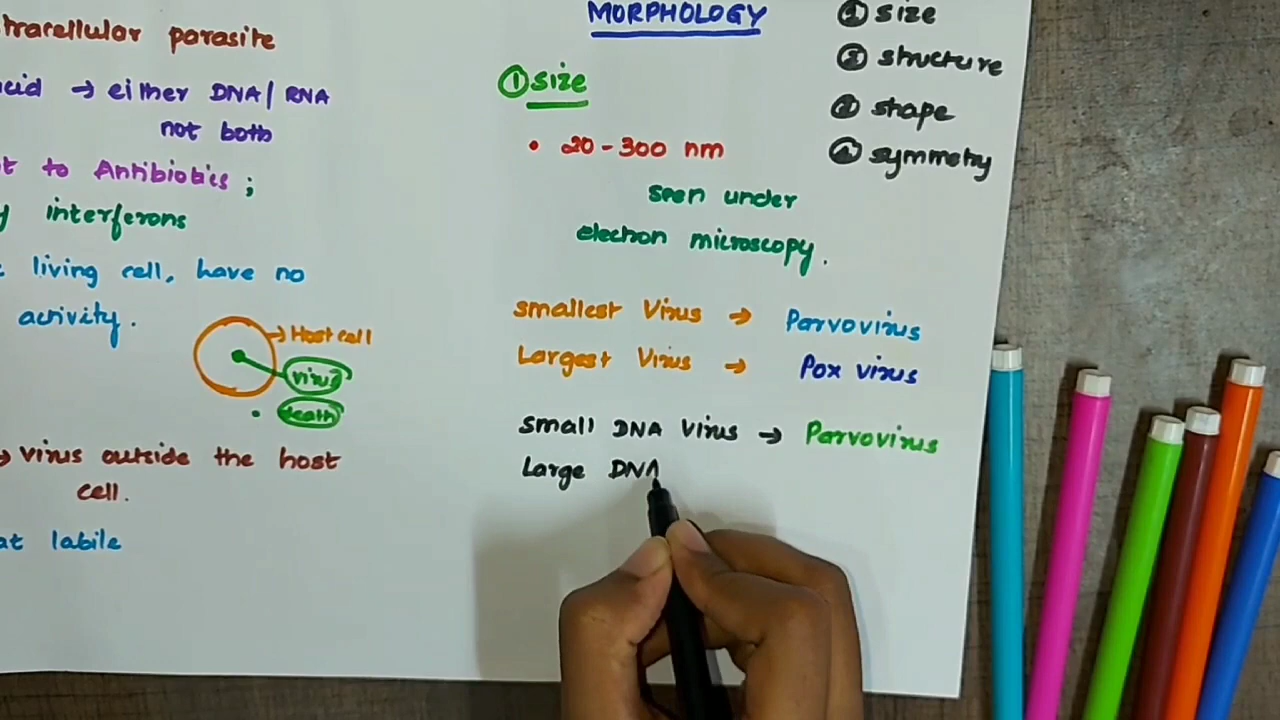 intracellular parasite
acid → either DNA/RNA
not both
to Antibiotics ;
interferons
living cell, have no
activity.
→ Host cell
virus
death
→ virus outside the host
cell.
labile
MORPHOLOGY
① size
③ structure
② shape
④ symmetry
① size
• 20-300 nm
seen under
electron microscopy.
smallest Virus → Parvovirus
Largest Virus → Pox virus
small DNA Virus → Parvovirus
Large DNA